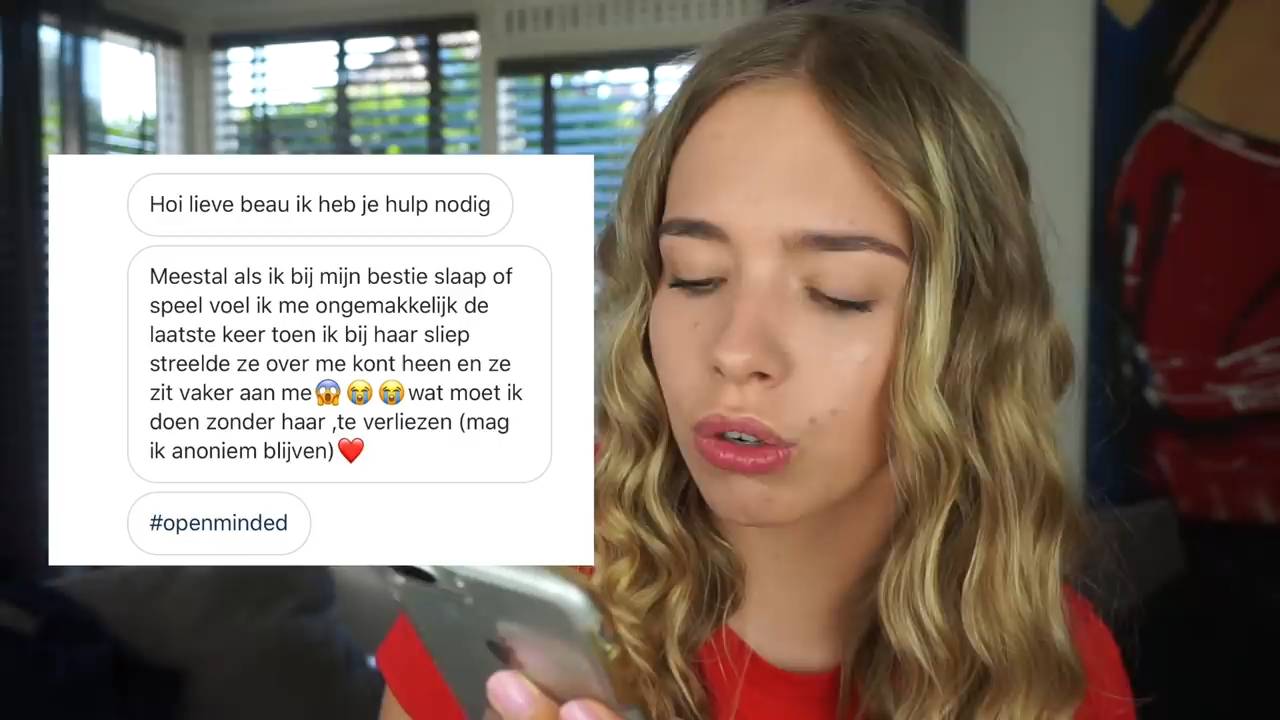 Hoi lieve beau ik heb je hulp nodig
Meestal als ik bij mijn bestie slaap of
speel voel ik me ongemakkelijk de
laatste keer toen ik bij haar sliep
streelde ze over me kont heen en ze
zit vaker aan me😱 😭 😭wat moet ik
doen zonder haar ,te verliezen (mag
ik anoniem blijven)❤️
#openminded